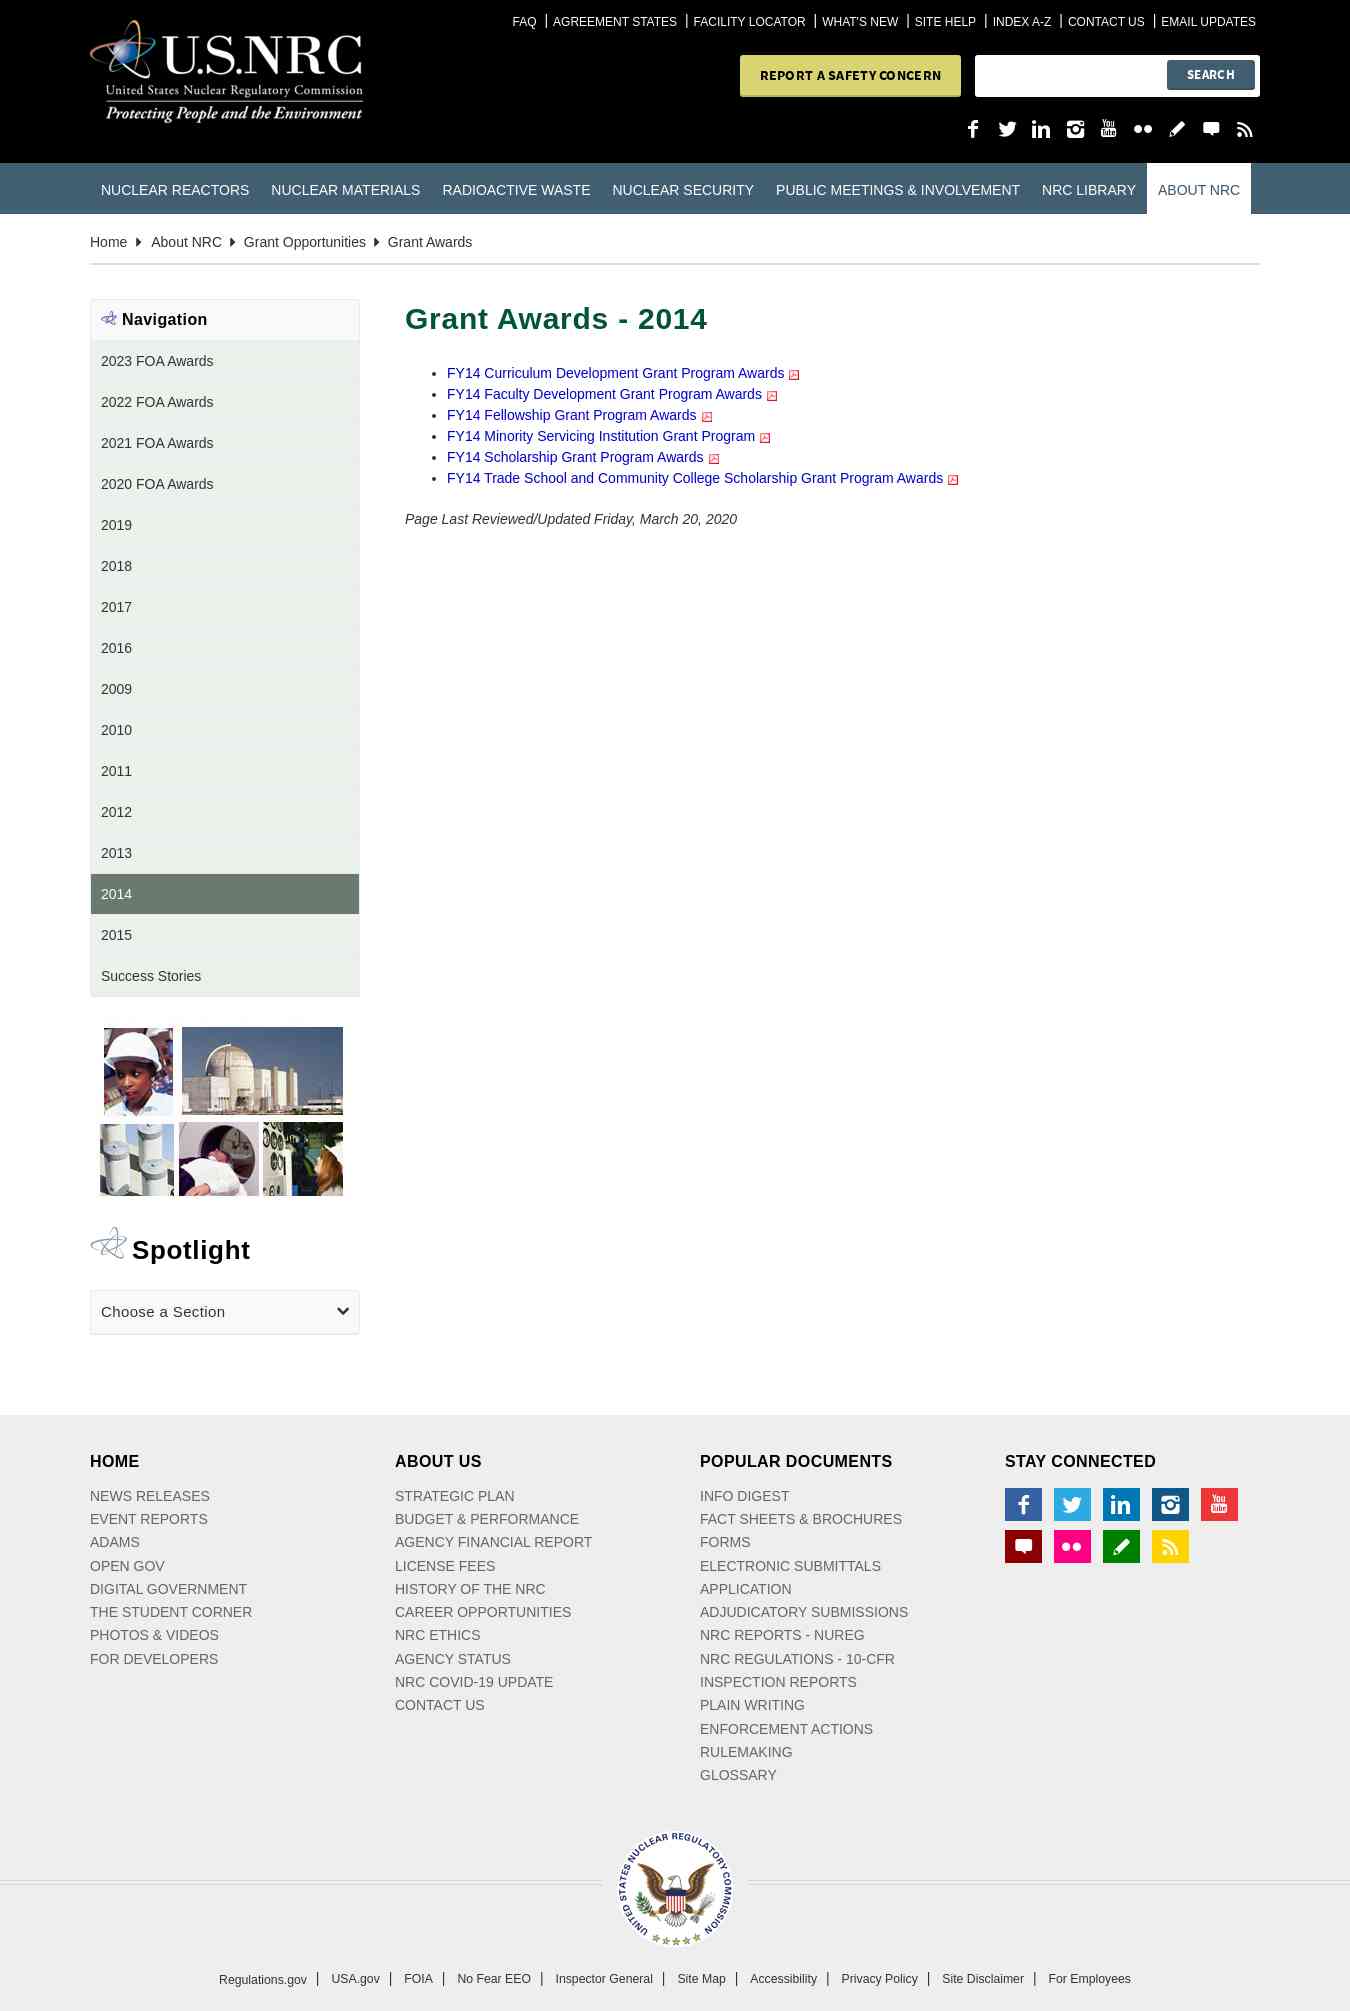 FAQ | AGREEMENT STATES | FACILITY LOCATOR | WHAT'S NEW | SITE HELP | INDEX A-Z | CONTACT US | EMAIL UPDATES
U.S.NRC
United States Nuclear Regulatory Commission
Protecting People and the Environment
REPORT A SAFETY CONCERN
SEARCH
You Tube
NUCLEAR REACTORS NUCLEAR MATERIALS RADIOACTIVE WASTE NUCLEAR SECURITY PUBLIC MEETINGS & INVOLVEMENT NRC LIBRARY ABOUT NRC
Home About NRC Grant Opportunities Grant Awards
Navigation
2023 FOA Awards
2022 FOA Awards
2021 FOA Awards
2020 FOA Awards
2019
2018
2017
2016
2009
2010
2011
2012
2013
2014
2015
Success Stories
Grant Awards - 2014
• FY14 Curriculum Development Grant Program Awards
• FY14 Faculty Development Grant Program Awards
• FY14 Fellowship Grant Program Awards
• FY14 Minority Servicing Institution Grant Program
• FY14 Scholarship Grant Program Awards
• FY14 Trade School and Community College Scholarship Grant Program Awards
Page Last Reviewed/Updated Friday, March 20, 2020
Spotlight
Choose a Section
HOME
NEWS RELEASES
EVENT REPORTS
ADAMS
OPEN GOV
DIGITAL GOVERNMENT
THE STUDENT CORNER
PHOTOS & VIDEOS
FOR DEVELOPERS
ABOUT US
STRATEGIC PLAN
BUDGET & PERFORMANCE
AGENCY FINANCIAL REPORT
LICENSE FEES
HISTORY OF THE NRC
CAREER OPPORTUNITIES
NRC ETHICS
AGENCY STATUS
NRC COVID-19 UPDATE
CONTACT US
POPULAR DOCUMENTS
INFO DIGEST
FACT SHEETS & BROCHURES
FORMS
ELECTRONIC SUBMITTALS
APPLICATION
ADJUDICATORY SUBMISSIONS
NRC REPORTS - NUREG
NRC REGULATIONS - 10-CFR
INSPECTION REPORTS
PLAIN WRITING
ENFORCEMENT ACTIONS
RULEMAKING
GLOSSARY
STAY CONNECTED
You Tube
UNITED STATES NUCLEAR REGULATORY COMMISSION
Regulations.gov | USA.gov | FOIA | No Fear EEO | Inspector General | Site Map | Accessibility | Privacy Policy | Site Disclaimer | For Employees